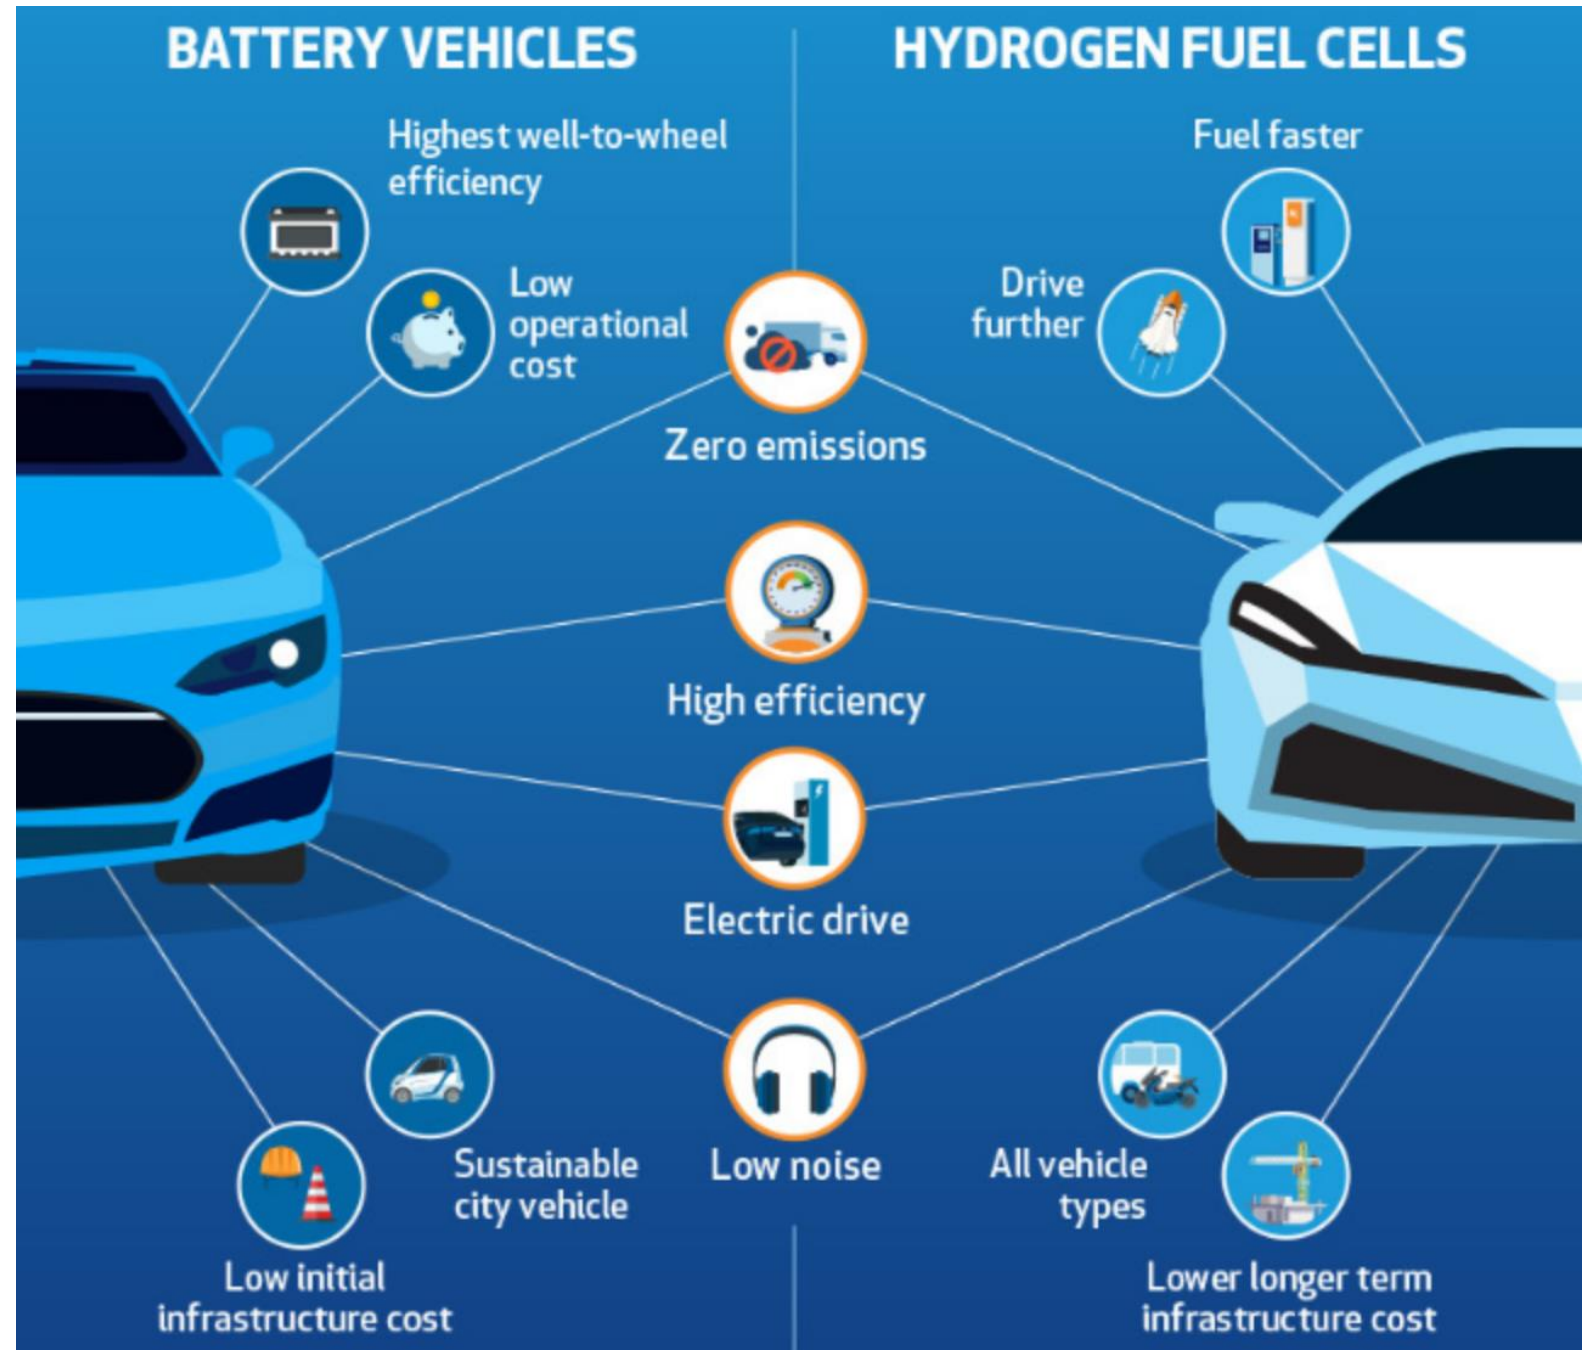 BATTERY VEHICLES
HYDROGEN FUEL CELLS
Highest well-to-wheel
efficiency
Low
operational
cost
Fuel faster
Drive
further
Zero emissions
High efficiency
Electric drive
Low noise
Sustainable
city vehicle
Low initial
infrastructure cost
All vehicle
types
Lower longer term
infrastructure cost